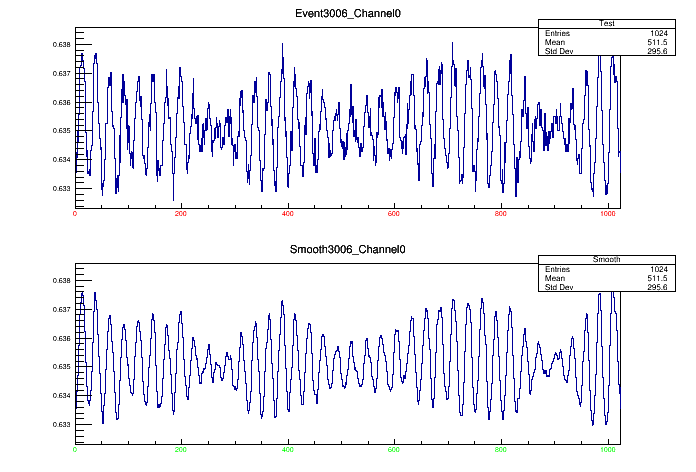 Event3006_Channel0
Test
Entries 1024
Mean 511.5
Std Dev 295.6
0.638
0.637
0.636
0.635
0.634
0.633
0 200 400 600 800 1000
Smooth3006_Channel0
Smooth
Entries 1024
Mean 511.5
Std Dev 295.6
0.638
0.637
0.636
0.635
0.634
0.633
0 200 400 600 800 1000